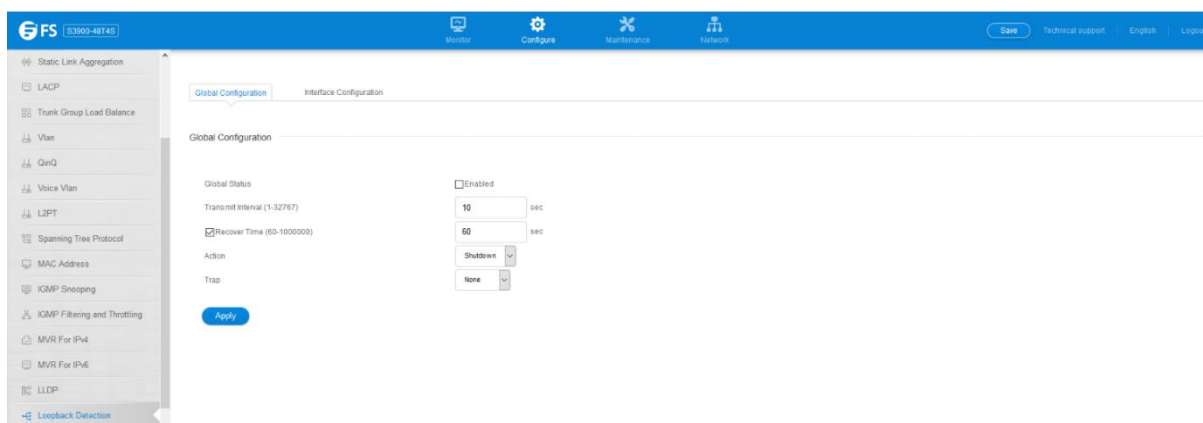 FS S3900-48T4S
Monitor
Configure
Maintenance
Network
Save
Technical support
English
Logou
Static Link Aggregation
LACP
Trunk Group Load Balance
Vlan
QinQ
Voice Vlan
L2PT
Spanning Tree Protocol
MAC Address
IGMP Snooping
IGMP Filtering and Throttling
MVR For IPv4
MVR For IPv6
LLDP
Loopback Detection
Global Configuration
Interface Configuration
Global Configuration
Global Status Enabled
Transmit Interval (1-32767) 10 sec
Recover Time (60-1000000) 60 sec
Action Shutdown
Trap None
Apply